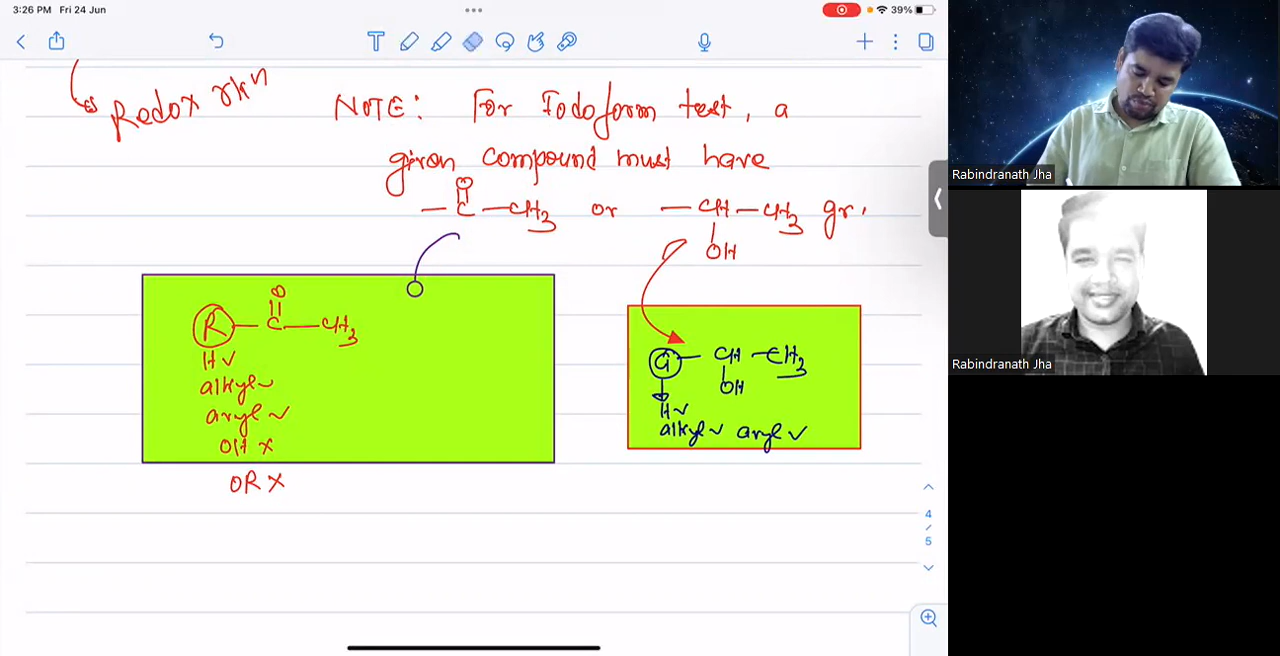 3:26 PM Fri 24 Jun
39%
Redox rkn
NOTE: For Iodoform test, a
given compound must have
O
—C—CH3 or —CH—CH3 gr.
OH
O
R—C—CH3
H✓
alkyl✓
aryl✓
OH x
OR x
G—CH—CH3
OH
H✓
alkyl✓ aryl✓
4
/
5
Rabindranath Jha
Rabindranath Jha